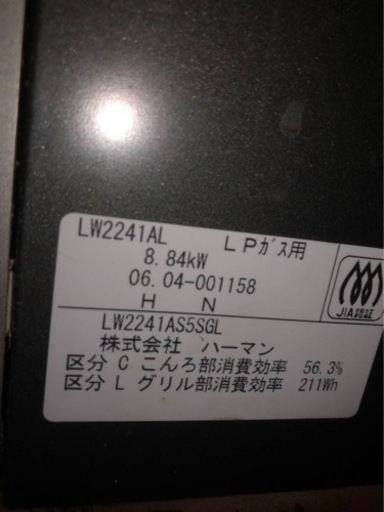 LW2241AL LPガス用
8.84kW
06.04-001158
H N
JIA認証
LW2241AS5SGL
株式会社 ハーマン
区分 C こんろ部消費効率 56.3%
区分 L グリル部消費効率 211Wh